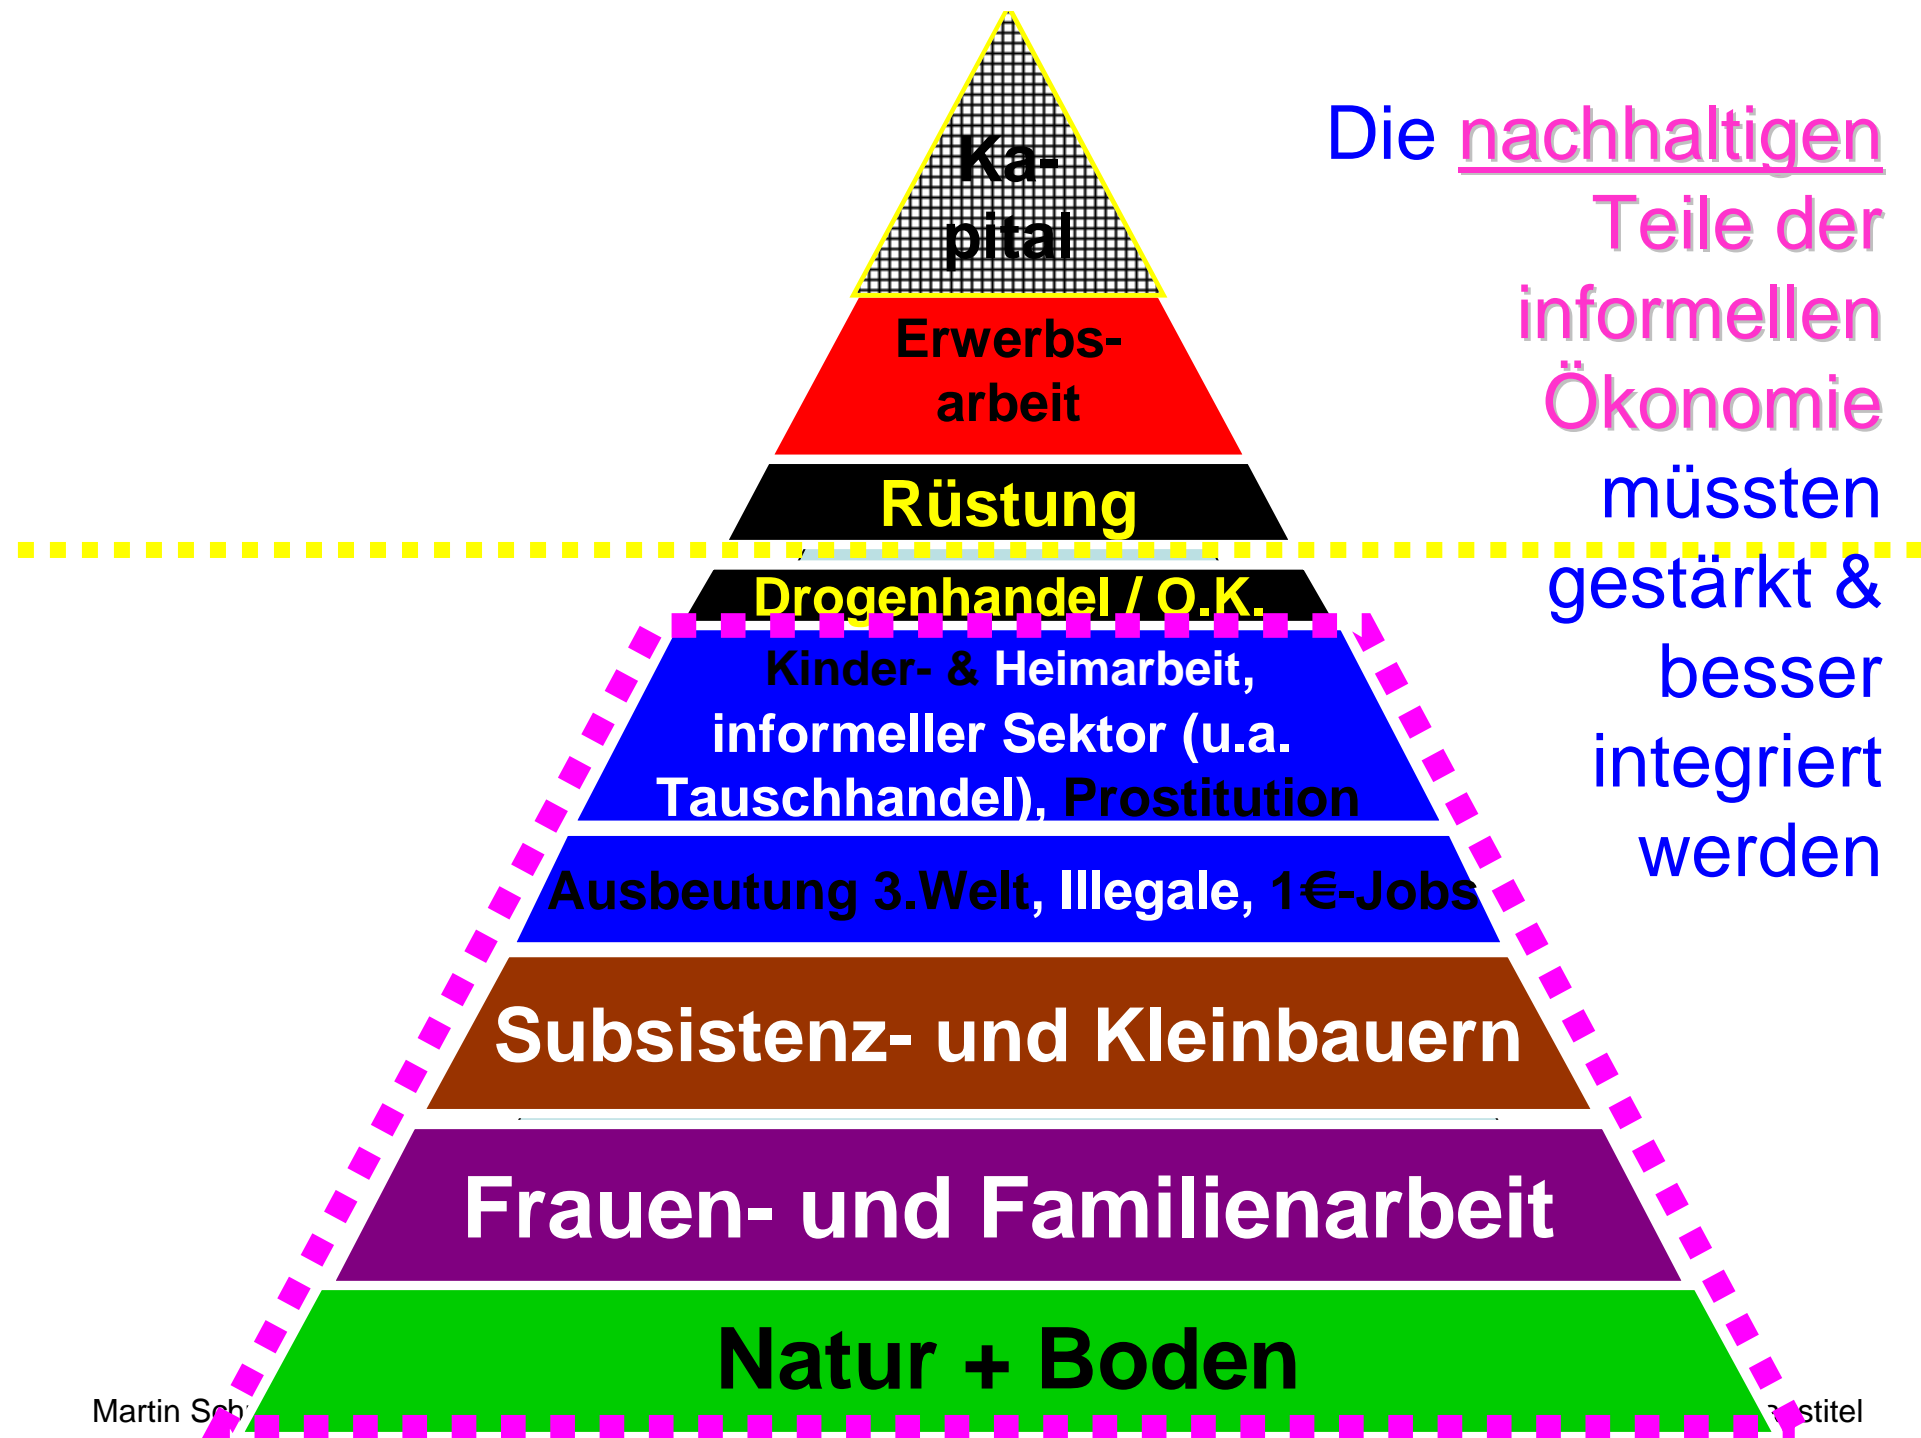 Ka-
pital
Erwerbs-
arbeit
Rüstung
Drogenhandel / O.K.
Kinder- & Heimarbeit,
informeller Sektor (u.a.
Tauschhandel), Prostitution
Ausbeutung 3.Welt, Illegale, 1€-Jobs
Subsistenz- und Kleinbauern
Frauen- und Familienarbeit
Natur + Boden
Die nachhaltigen
Teile der
informellen
Ökonomie
müssten
gestärkt &
besser
integriert
werden
Martin